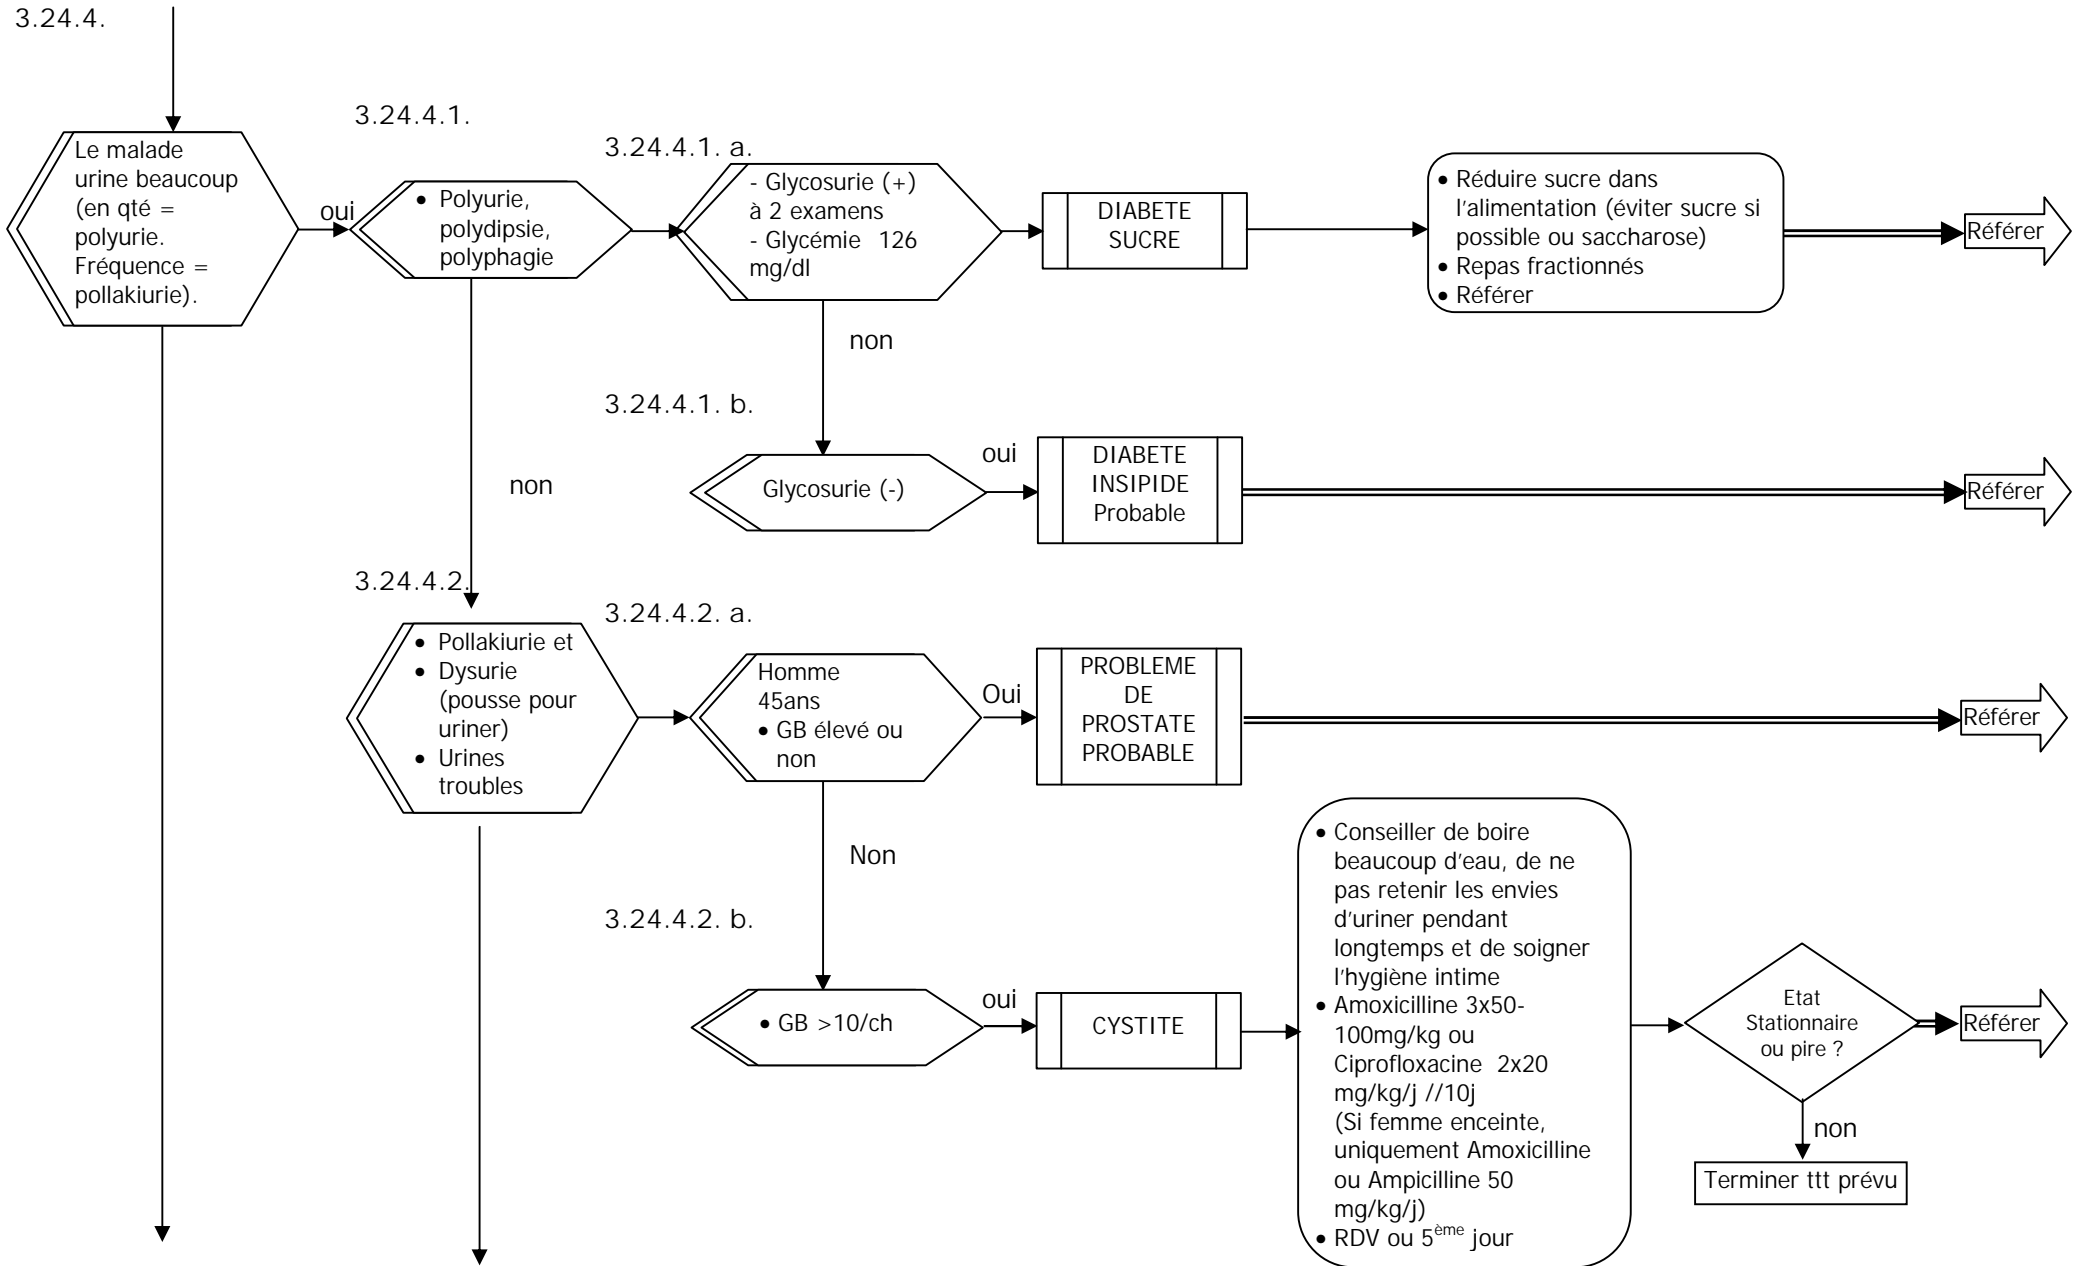 3.24.4.
Le malade
urine beaucoup
(en qté =
polyurie.
Fréquence =
pollakiurie).
oui
3.24.4.1.
• Polyurie,
polydipsie,
polyphagie
3.24.4.1. a.
- Glycosurie (+)
à 2 examens
- Glycémie 126
mg/dl
DIABETE
SUCRE
• Réduire sucre dans
l'alimentation (éviter sucre si
possible ou saccharose)
• Repas fractionnés
• Référer
Référer
non
3.24.4.1. b.
Glycosurie (-)
oui
DIABETE
INSIPIDE
Probable
Référer
non
3.24.4.2.
• Pollakiurie et
• Dysurie
(pousse pour
uriner)
• Urines
troubles
3.24.4.2. a.
Homme
45ans
• GB élevé ou
non
Oui
PROBLEME
DE
PROSTATE
PROBABLE
Référer
Non
3.24.4.2. b.
• GB >10/ch
oui
CYSTITE
• Conseiller de boire
beaucoup d'eau, de ne
pas retenir les envies
d'uriner pendant
longtemps et de soigner
l'hygiène intime
• Amoxicilline 3x50-
100mg/kg ou
Ciprofloxacine 2x20
mg/kg/j //10j
(Si femme enceinte,
uniquement Amoxicilline
ou Ampicilline 50
mg/kg/j)
• RDV ou 5ème jour
Etat
Stationnaire
ou pire ?
Référer
non
Terminer ttt prévu